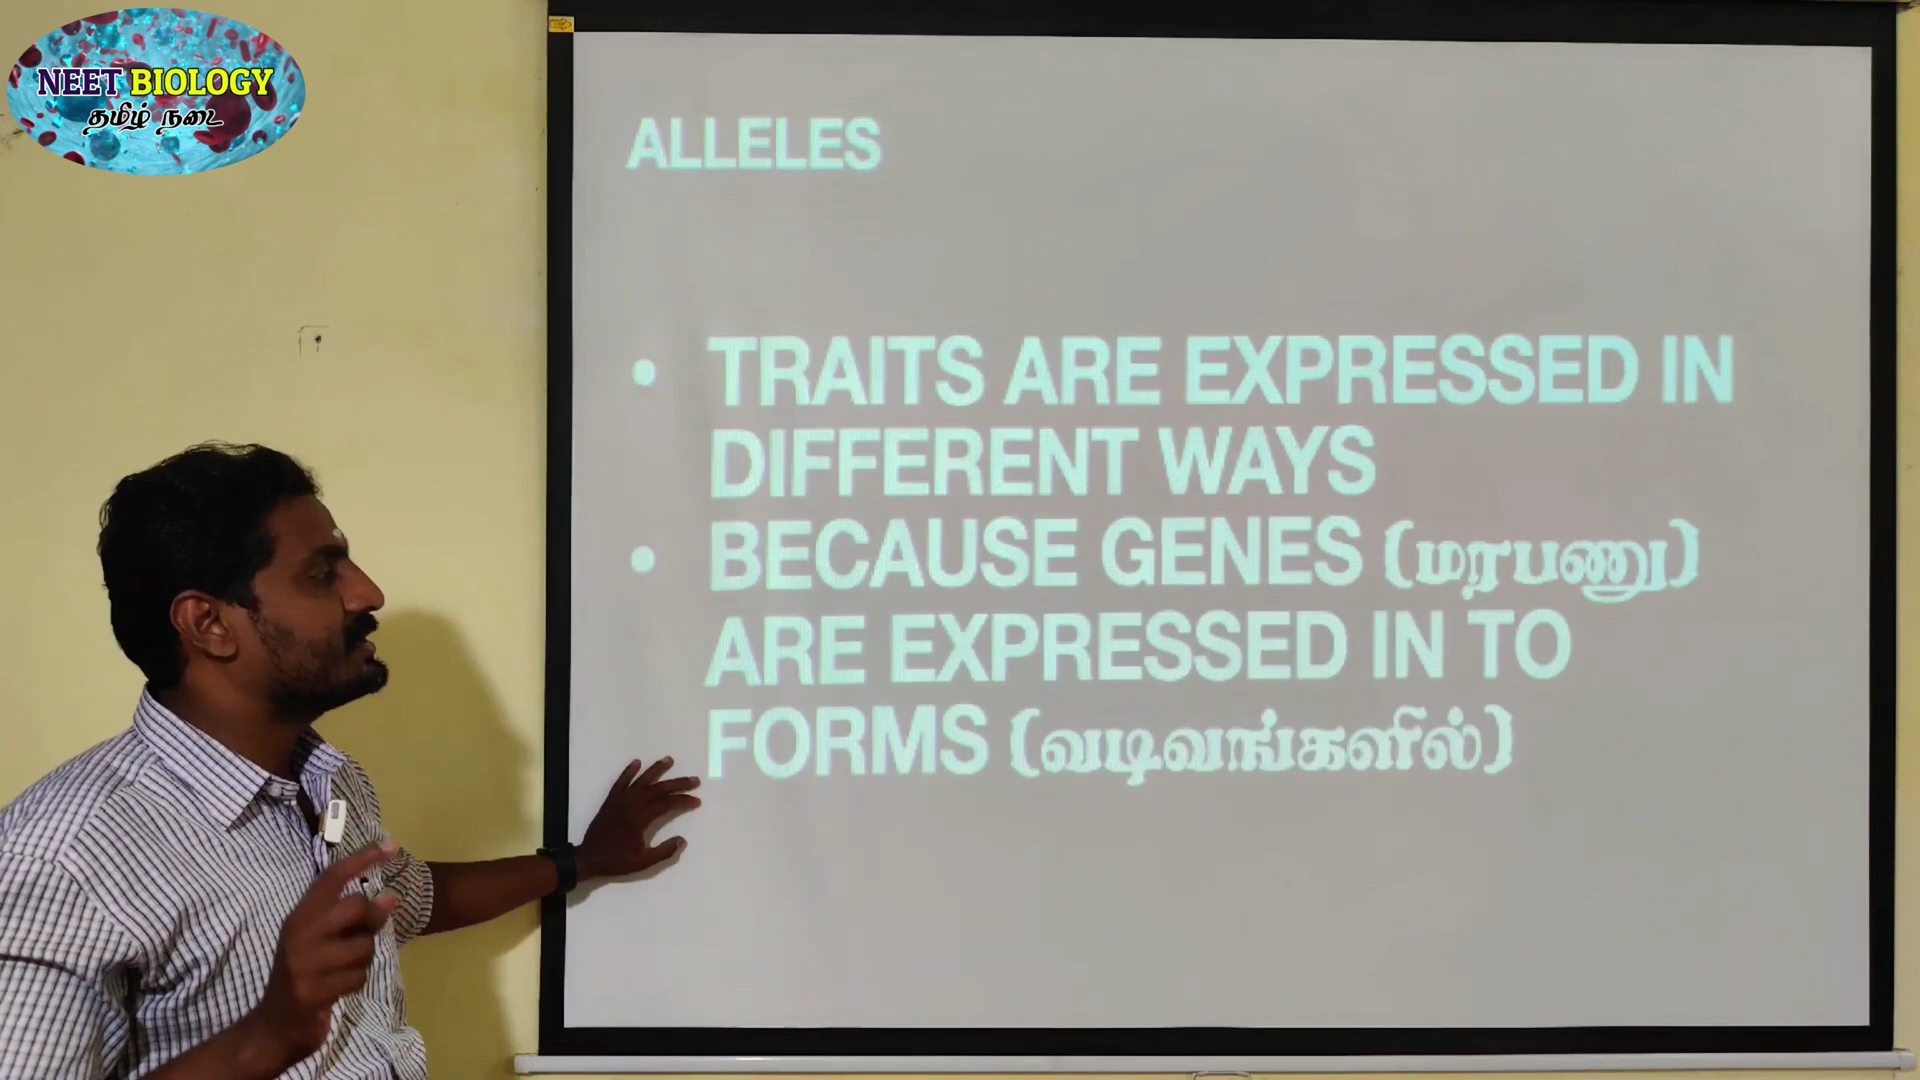 NEET BIOLOGY
தமிழ் நடை
ALLELES
• TRAITS ARE EXPRESSED IN
DIFFERENT WAYS
• BECAUSE GENES (மரபணு)
ARE EXPRESSED IN TO
FORMS (வடிவங்களில்)